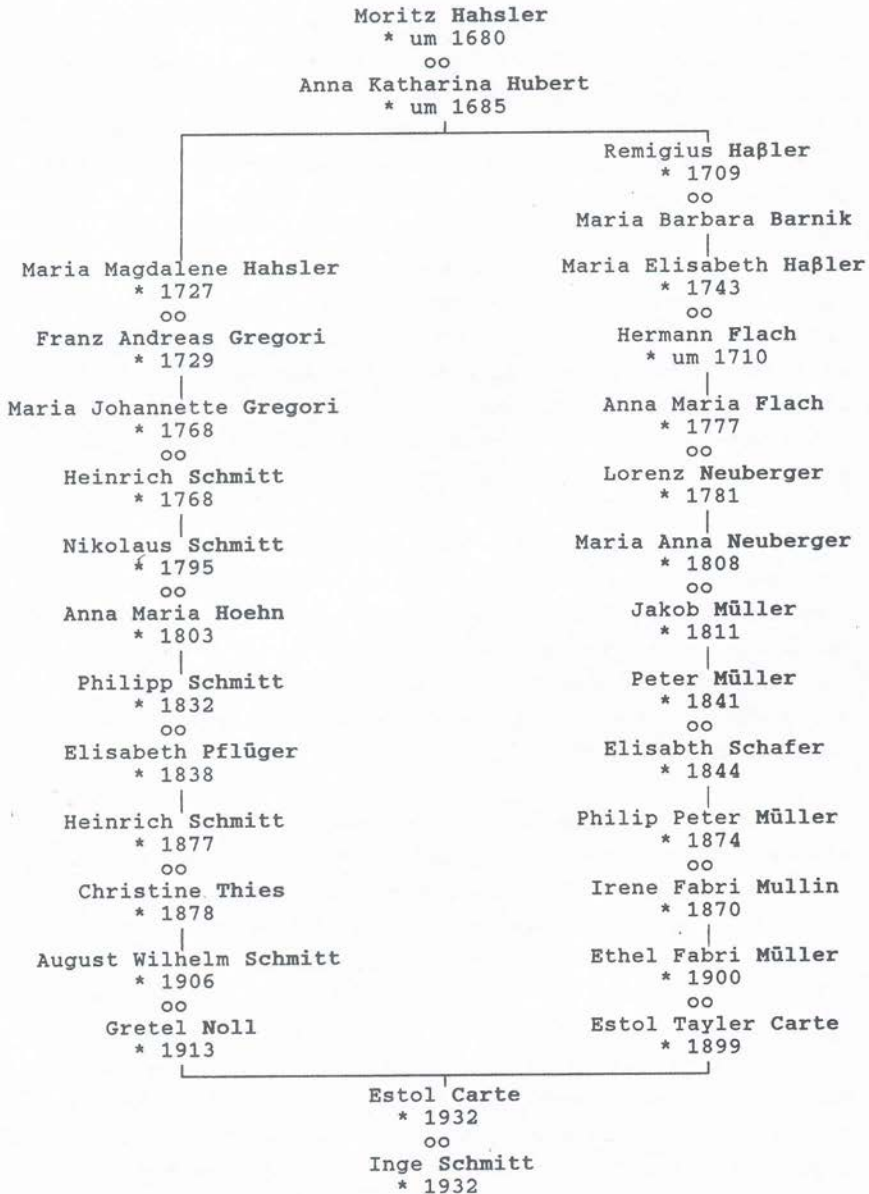 Moritz Hahsler
* um 1680
oo
Anna Katharina Hubert
* um 1685
Remigius Haßler
* 1709
oo
Maria Barbara Barnik
Maria Magdalene Hahsler
* 1727
oo
Franz Andreas Gregori
* 1729
Maria Johannette Gregori
* 1768
oo
Heinrich Schmitt
* 1768
Nikolaus Schmitt
* 1795
oo
Anna Maria Hoehn
* 1803
Philipp Schmitt
* 1832
oo
Elisabeth Pflüger
* 1838
Heinrich Schmitt
* 1877
oo
Christine Thies
* 1878
August Wilhelm Schmitt
* 1906
oo
Gretel Noll
* 1913
Maria Elisabeth Haßler
* 1743
oo
Hermann Flach
* um 1710
Anna Maria Flach
* 1777
oo
Lorenz Neuberger
* 1781
Maria Anna Neuberger
* 1808
oo
Jakob Müller
* 1811
Peter Müller
* 1841
oo
Elisabth Schafer
* 1844
Philip Peter Müller
* 1874
oo
Irene Fabri Mullin
* 1870
Ethel Fabri Müller
* 1900
oo
Estol Tayler Carte
* 1899
Estol Carte
* 1932
oo
Inge Schmitt
* 1932